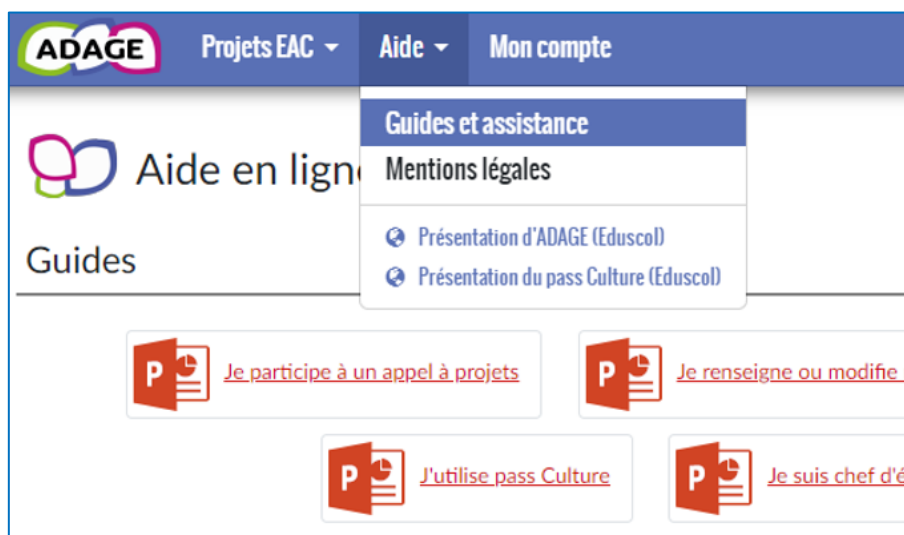 ADAGE Projets EAC Aide Mon compte
Guides et assistance
Aide en ligne
Mentions légales
Présentation d'ADAGE (Eduscol)
Guides
Présentation du pass Culture (Eduscol)
P Je participe à un appel à projets P Je renseigne ou modifie
P J'utilise pass Culture P Je suis chef d'é